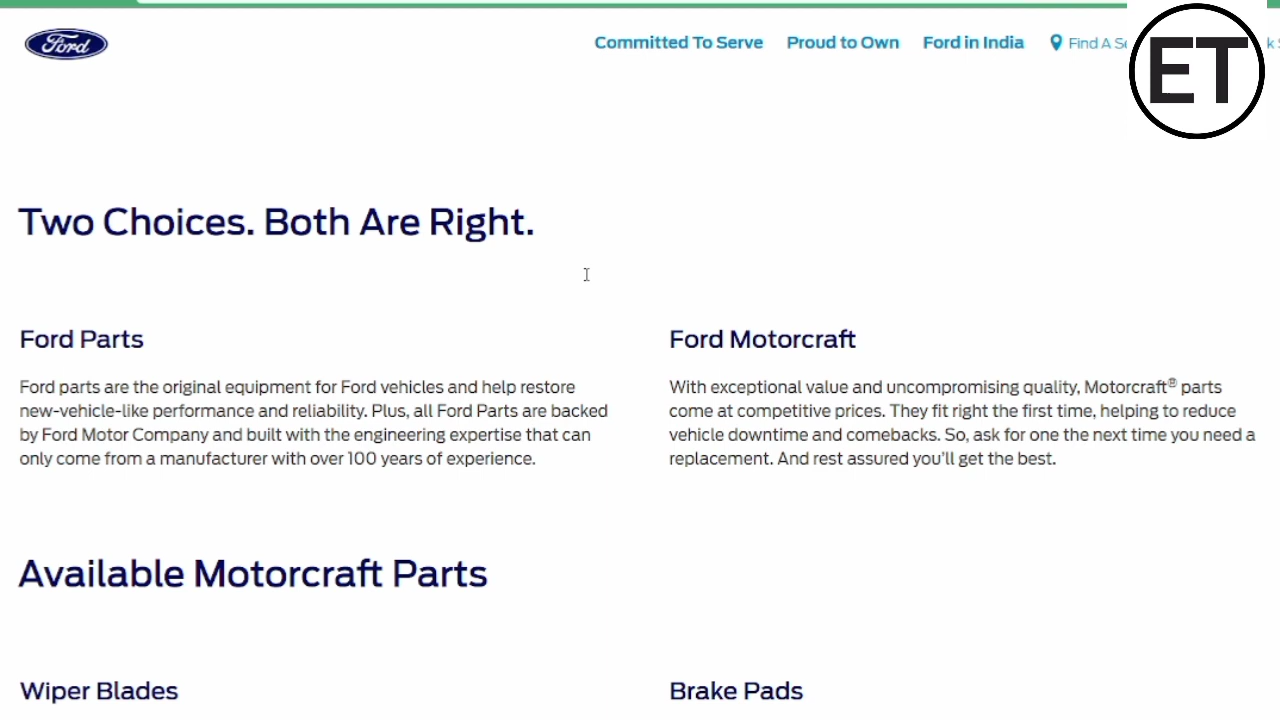 Ford
Committed To Serve
Proud to Own
Ford in India
Find A
ET
Two Choices. Both Are Right.
Ford Parts
Ford parts are the original equipment for Ford vehicles and help restore
new-vehicle-like performance and reliability. Plus, all Ford Parts are backed
by Ford Motor Company and built with the engineering expertise that can
only come from a manufacturer with over 100 years of experience.
Ford Motorcraft
With exceptional value and uncompromising quality, Motorcraft® parts
come at competitive prices. They fit right the first time, helping to reduce
vehicle downtime and comebacks. So, ask for one the next time you need a
replacement. And rest assured you'll get the best.
Available Motorcraft Parts
Wiper Blades
Brake Pads